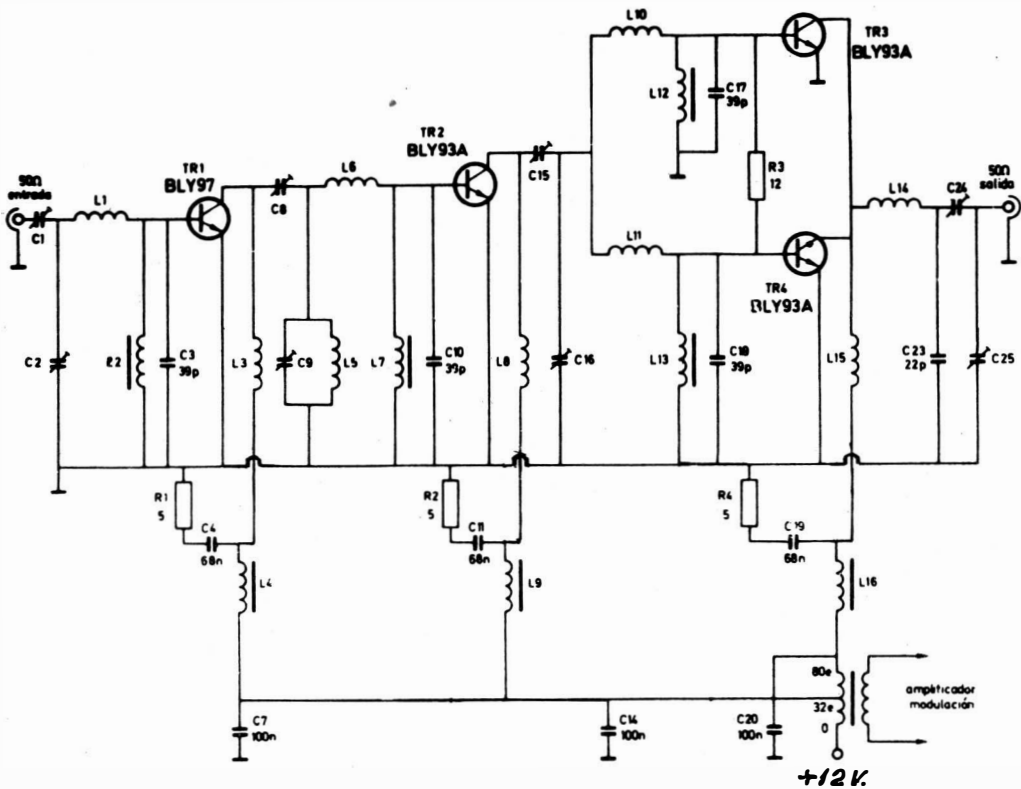 L10
TR3
BLY93A
L12
C17
39p
TR2
BLY93A
L6
C15
R3
12
TR1
BLY97
50Ω
entrada
L1
C1
C8
L14
C24
50Ω
salida
L11
TR4
BLY93A
C2
L2
C3
39p
L3
C9
L5
L7
C10
39p
L8
C16
L13
C18
39p
L15
C23
22p
C25
R1
5
C4
68n
R2
5
C11
68n
R4
5
C19
68n
L4
L9
L16
80e
32e
0
amplificador
modulación
C7
100n
C14
100n
C20
100n
+12V.